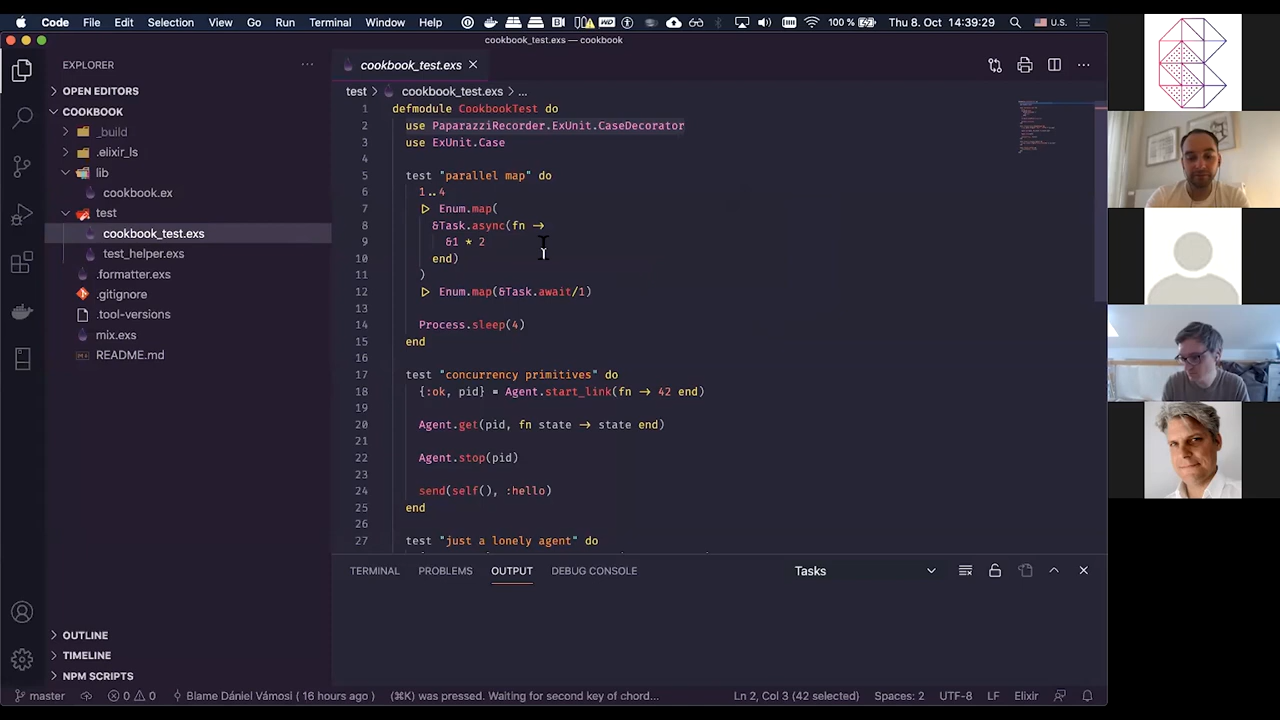 Code File Edit Selection View Go Run Terminal Window Help 100 % Thu 8. Oct 14:39:29 U.S.
cookbook_test.exs — cookbook
EXPLORER
OPEN EDITORS
COOKBOOK
_build
.elixir_ls
lib
cookbook.ex
test
cookbook_test.exs
test_helper.exs
.formatter.exs
.gitignore
.tool-versions
mix.exs
README.md
OUTLINE
TIMELINE
NPM SCRIPTS
cookbook_test.exs
test > cookbook_test.exs > ...
1 defmodule CookbookTest do
2 use PaparazziRecorder.ExUnit.CaseDecorator
3 use ExUnit.Case
4
5 test "parallel map" do
6 1..4
7 |> Enum.map(
8 &Task.async(fn ->
9 &1 * 2
10 end)
11 )
12 |> Enum.map(&Task.await/1)
13
14 Process.sleep(4)
15 end
16
17 test "concurrency primitives" do
18 {:ok, pid} = Agent.start_link(fn -> 42 end)
19
20 Agent.get(pid, fn state -> state end)
21
22 Agent.stop(pid)
23
24 send(self(), :hello)
25 end
26
27 test "just a lonely agent" do
TERMINAL PROBLEMS OUTPUT DEBUG CONSOLE Tasks
master 0 0 Blame Dániel Vámosi ( 16 hours ago ) (⌘K) was pressed. Waiting for second key of chord... Ln 2, Col 3 (42 selected) Spaces: 2 UTF-8 LF Elixir